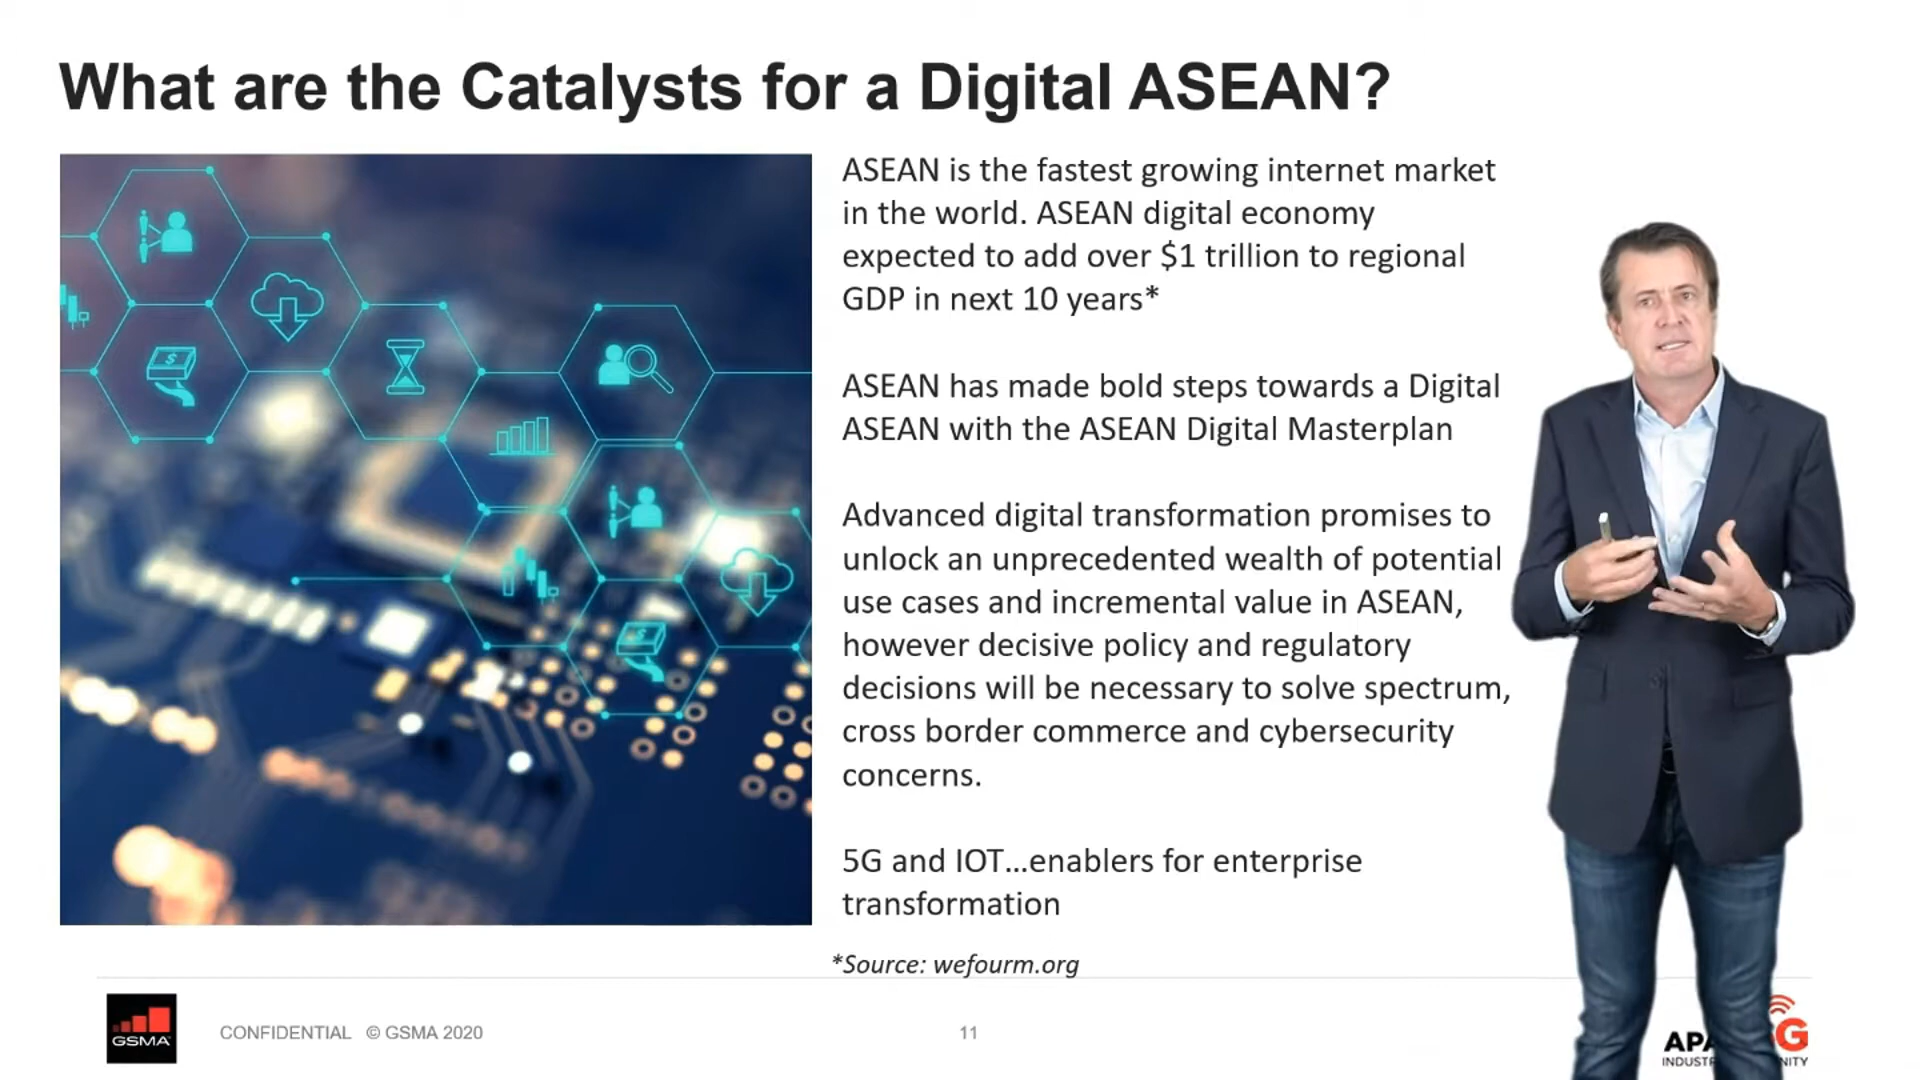 What are the Catalysts for a Digital ASEAN?
ASEAN is the fastest growing internet market
in the world. ASEAN digital economy
expected to add over $1 trillion to regional
GDP in next 10 years*
ASEAN has made bold steps towards a Digital
ASEAN with the ASEAN Digital Masterplan
Advanced digital transformation promises to
unlock an unprecedented wealth of potential
use cases and incremental value in ASEAN,
however decisive policy and regulatory
decisions will be necessary to solve spectrum,
cross border commerce and cybersecurity
concerns.
5G and IOT...enablers for enterprise
transformation
*Source: wefourm.org
GSMA
CONFIDENTIAL © GSMA 2020
11